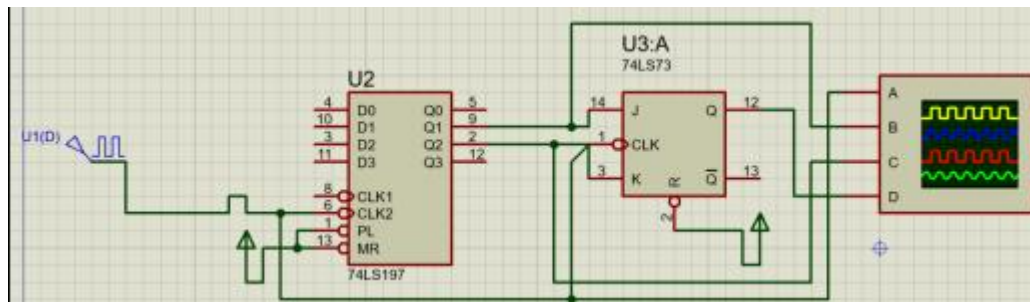 U3:A
74LS73
U2
U1(D)
4 D0 Q0 5
10 D1 Q1 9
3 D2 Q2 2
11 D3 Q3 12
8 CLK1
6 CLK2
1 PL
13 MR
74LS197
14 J Q 12
1 CLK
3 K Q 13
R
2
A
B
C
D